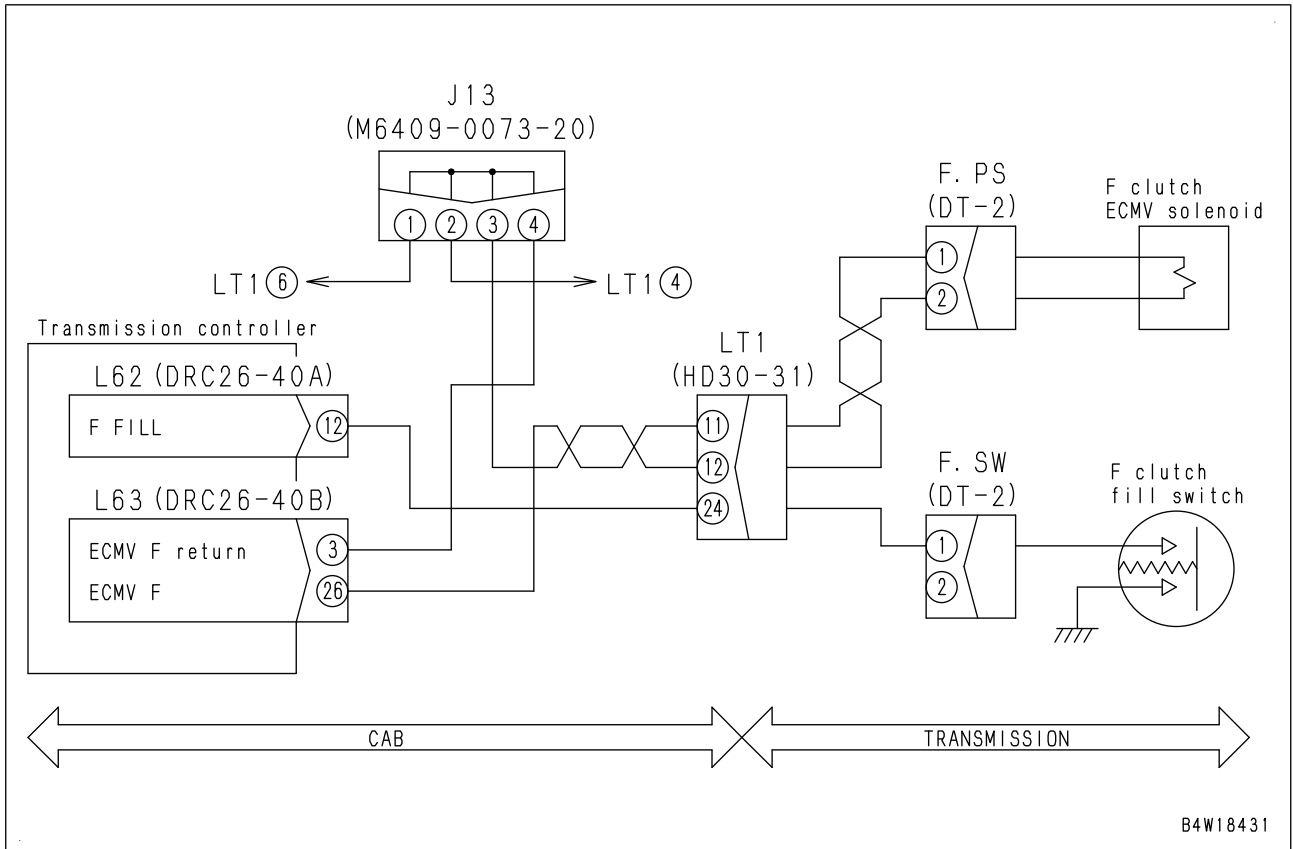 J13
(M6409-0073-20)
1 2 3 4
LT1 6
LT1 4
F. PS
(DT-2)
1
2
F clutch
ECMV solenoid
Transmission controller
L62 (DRC26-40A)
F FILL 12
L63 (DRC26-40B)
ECMV F return 3
ECMV F 26
LT1
(HD30-31)
11
12
24
F. SW
(DT-2)
1
2
F clutch
fill switch
CAB
TRANSMISSION
B4W18431